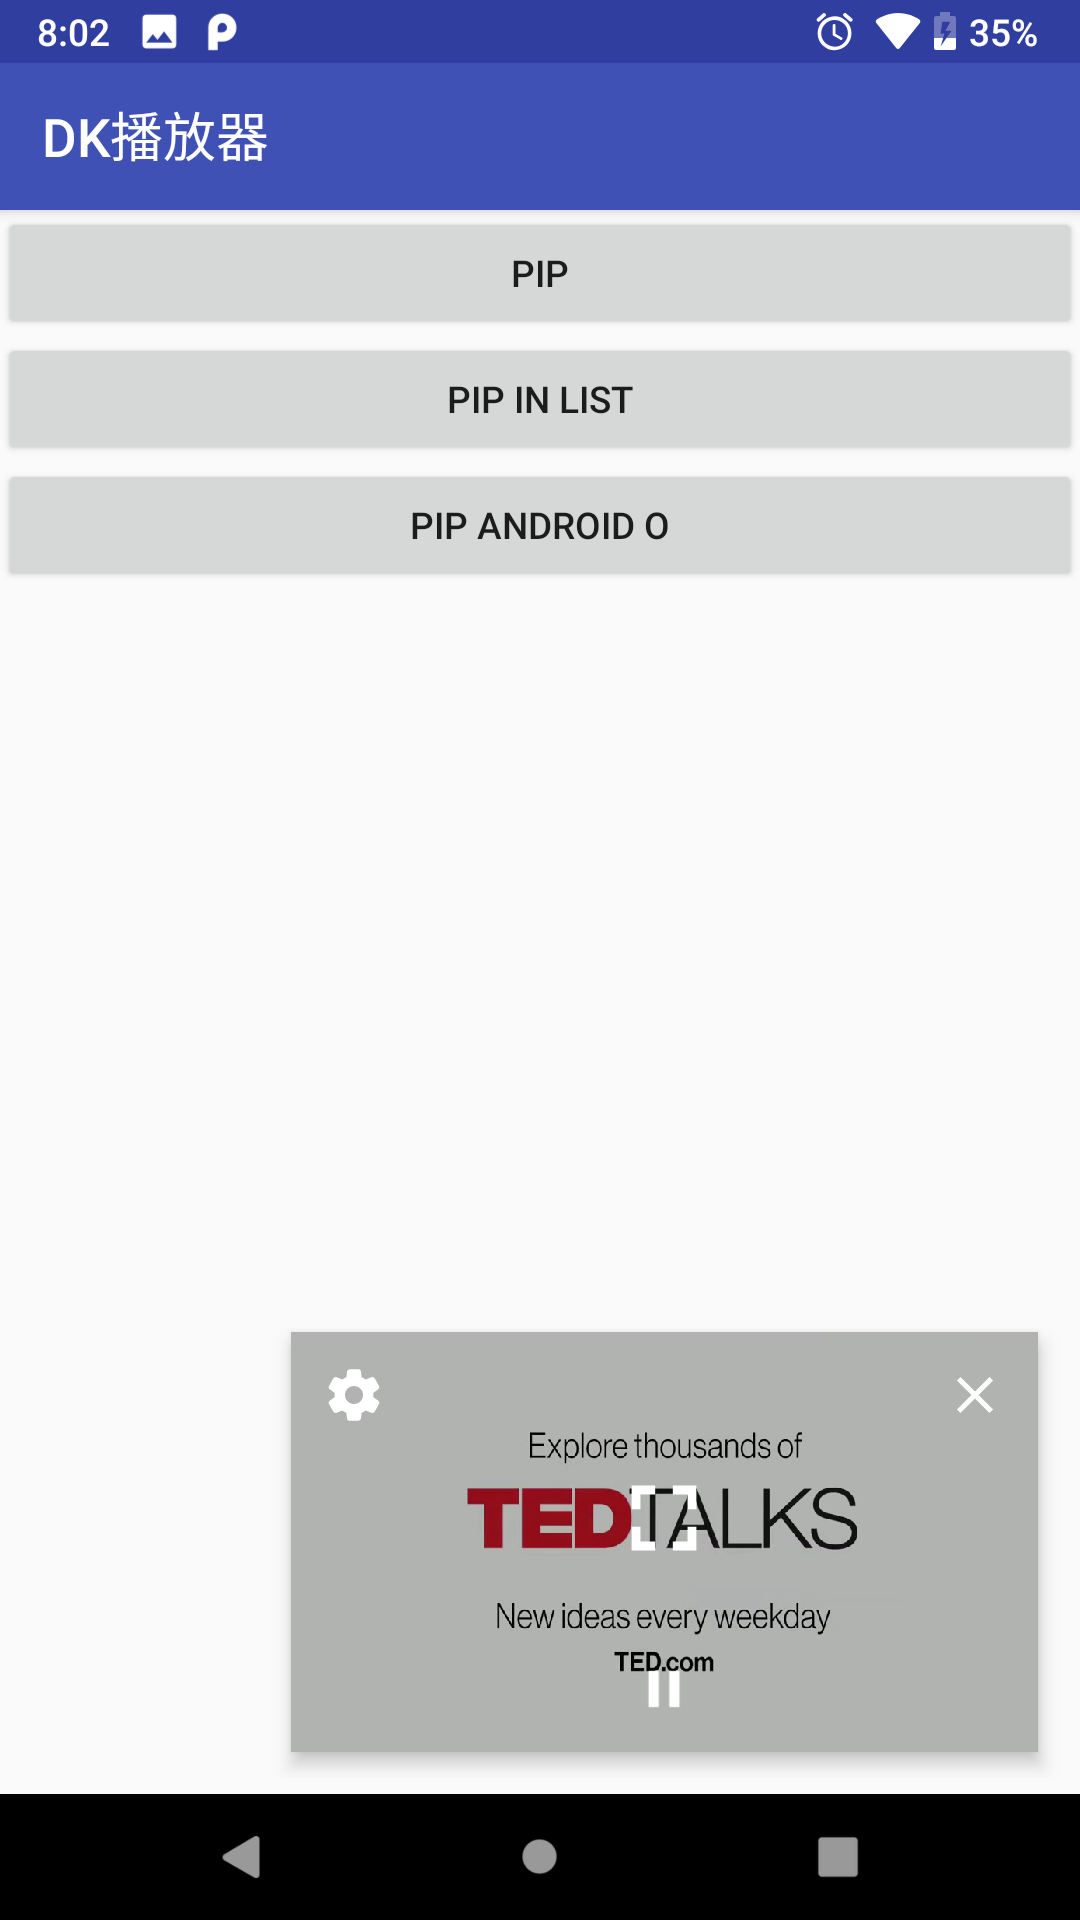 8:02
35%
DK播放器
PIP
PIP IN LIST
PIP ANDROID O
Explore thousands of
TEDTALKS
New ideas every weekday
TED.com